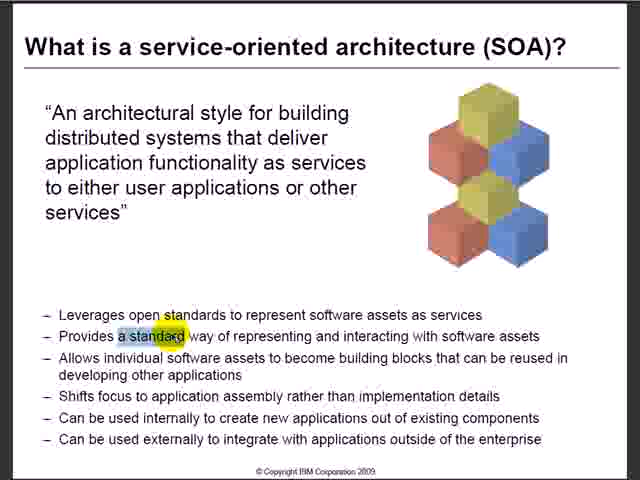 What is a service-oriented architecture (SOA)?
“An architectural style for building
distributed systems that deliver
application functionality as services
to either user applications or other
services”
– Leverages open standards to represent software assets as services
– Provides a standard way of representing and interacting with software assets
– Allows individual software assets to become building blocks that can be reused in
developing other applications
– Shifts focus to application assembly rather than implementation details
– Can be used internally to create new applications out of existing components
– Can be used externally to integrate with applications outside of the enterprise
© Copyright IBM Corporation 2009